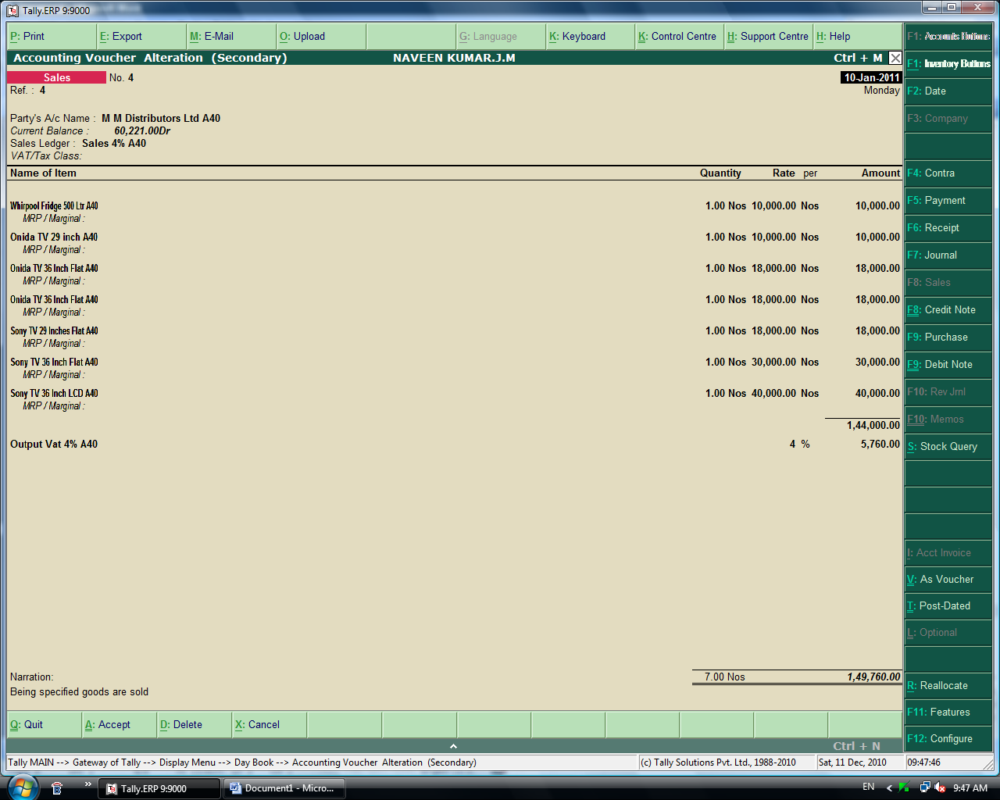 Tally.ERP 9:9000
P: Print E: Export M: E-Mail O: Upload G: Language K: Keyboard K: Control Centre H: Support Centre H: Help
Accounting Voucher Alteration (Secondary) NAVEEN KUMAR.J.M Ctrl + M
Sales No. 4 10-Jan-2011
Ref. : 4 Monday
Party's A/c Name : M M Distributors Ltd A40
Current Balance : 60,221.00Dr
Sales Ledger : Sales 4% A40
VAT/Tax Class:
Name of Item Quantity Rate per Amount
Whirpool Fridge 500 Ltr A40 1.00 Nos 10,000.00 Nos 10,000.00
MRP / Marginal :
Onida TV 29 inch A40 1.00 Nos 10,000.00 Nos 10,000.00
MRP / Marginal :
Onida TV 36 Inch Flat A40 1.00 Nos 18,000.00 Nos 18,000.00
MRP / Marginal :
Onida TV 36 Inch Flat A40 1.00 Nos 18,000.00 Nos 18,000.00
MRP / Marginal :
Sony TV 29 Inches Flat A40 1.00 Nos 18,000.00 Nos 18,000.00
MRP / Marginal :
Sony TV 36 Inch Flat A40 1.00 Nos 30,000.00 Nos 30,000.00
MRP / Marginal :
Sony TV 36 Inch LCD A40 1.00 Nos 40,000.00 Nos 40,000.00
MRP / Marginal :
1,44,000.00
Output Vat 4% A40 4 % 5,760.00
Narration: 7.00 Nos 1,49,760.00
Being specified goods are sold
F1: Accounts Buttons
F1: Inventory Buttons
F2: Date
F3: Company
F4: Contra
F5: Payment
F6: Receipt
F7: Journal
F8: Sales
F8: Credit Note
F9: Purchase
F9: Debit Note
F10: Rev Jrnl
F10: Memos
S: Stock Query
I: Acct Invoice
V: As Voucher
T: Post-Dated
L: Optional
R: Reallocate
F11: Features
F12: Configure
Q: Quit A: Accept D: Delete X: Cancel
Ctrl + N
Tally MAIN --> Gateway of Tally --> Display Menu --> Day Book --> Accounting Voucher Alteration (Secondary) (c) Tally Solutions Pvt. Ltd., 1988-2010 Sat, 11 Dec, 2010 09:47:46
Tally.ERP 9:9000 Document1 - Micro... EN 9:47 AM